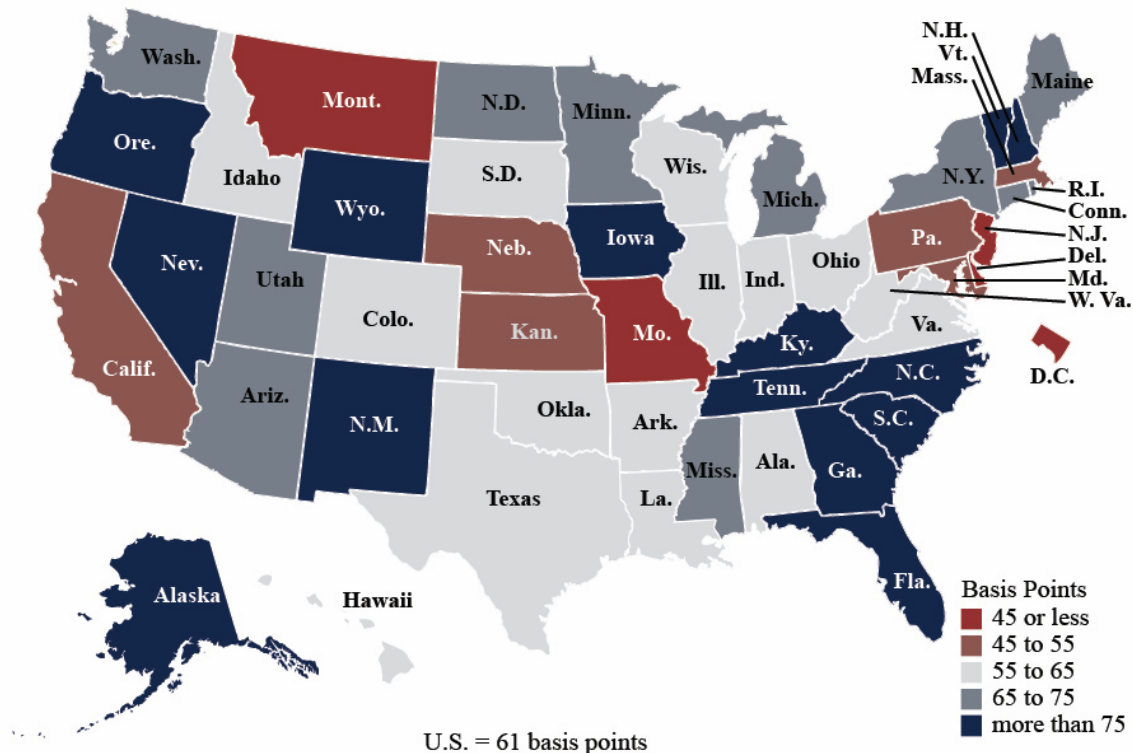 N.H.
Vt.
Mass.
Wash.
Maine
Mont.
N.D.
Minn.
Ore.
Idaho
S.D.
Wis.
N.Y.
Mich.
R.I.
Conn.
N.J.
Del.
Md.
W. Va.
Wyo.
Iowa
Neb.
Pa.
Nev.
Utah
Ohio
Ill.
Ind.
Colo.
Kan.
Mo.
Va.
Ky.
Calif.
N.C.
D.C.
Tenn.
Ariz.
Okla.
N.M.
Ark.
S.C.
Miss.
Ala.
Ga.
Texas
La.
Fla.
Alaska
Hawaii
Basis Points
45 or less
45 to 55
55 to 65
65 to 75
more than 75
U.S. = 61 basis points